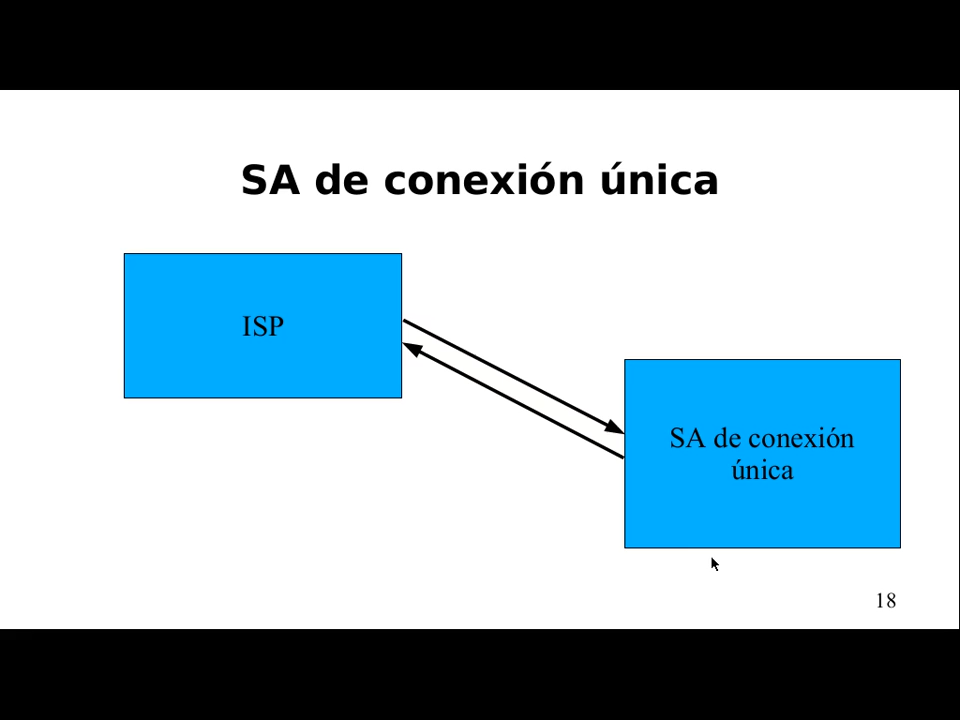 SA de conexión única
ISP
SA de conexión
única
18